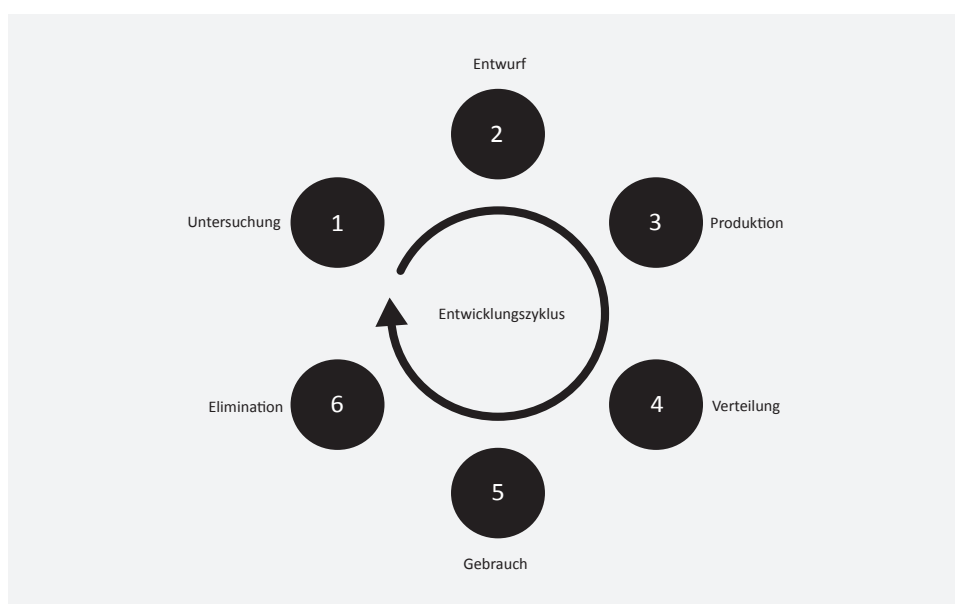 Entwurf
2
Untersuchung
1
3
Produktion
Entwicklungszyklus
Elimination
6
4
Verteilung
5
Gebrauch